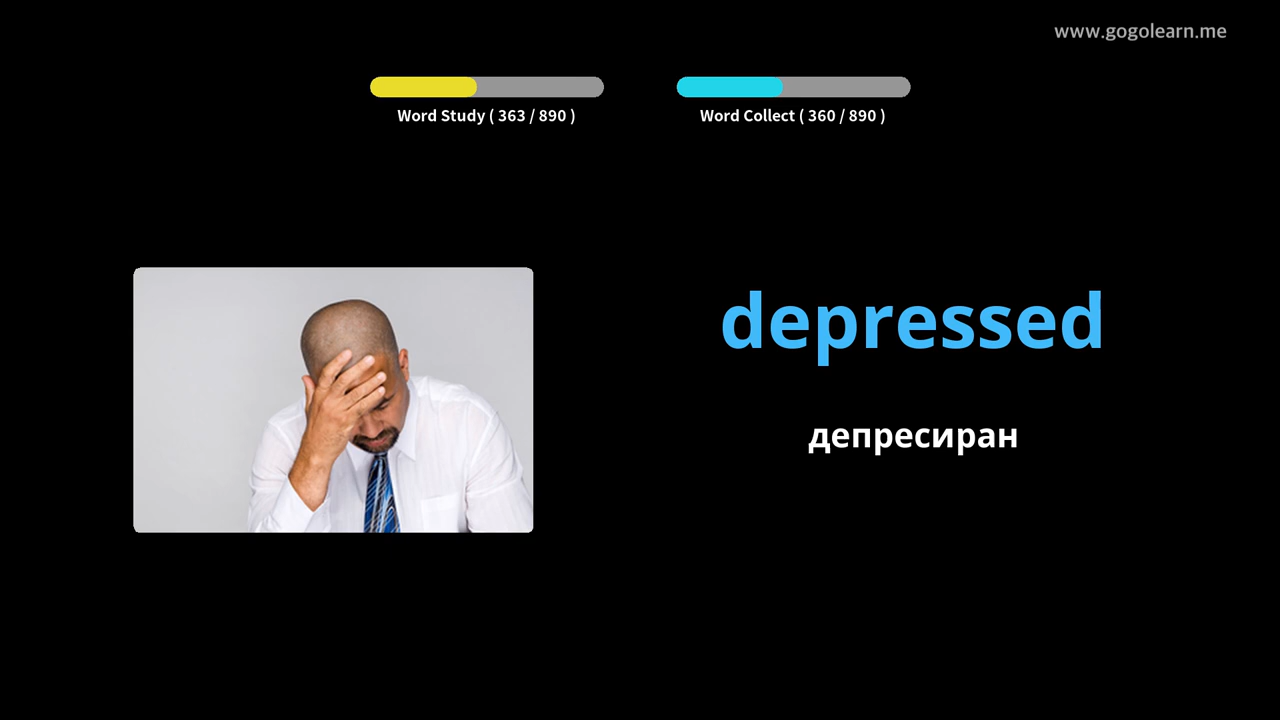 www.gogolearn.me
Word Study ( 363 / 890 )
Word Collect ( 360 / 890 )
depressed
депресиран